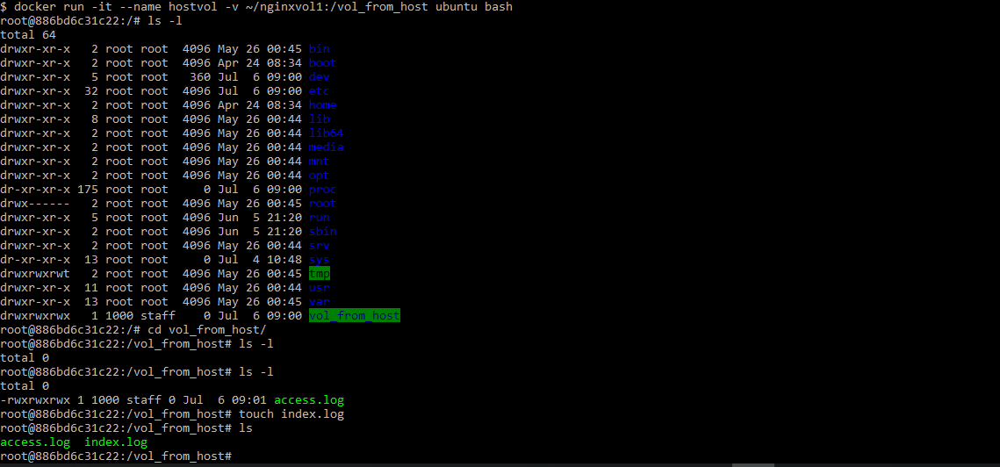 $ docker run -it --name hostvol -v ~/nginxvol1:/vol_from_host ubuntu bash
root@886bd6c31c22:/# ls -l
total 64
drwxr-xr-x   2 root root  4096 May 26 00:45 bin
drwxr-xr-x   2 root root  4096 Apr 24 08:34 boot
drwxr-xr-x   5 root root   360 Jul  6 09:00 dev
drwxr-xr-x  32 root root  4096 Jul  6 09:00 etc
drwxr-xr-x   2 root root  4096 Apr 24 08:34 home
drwxr-xr-x   8 root root  4096 May 26 00:44 lib
drwxr-xr-x   2 root root  4096 May 26 00:44 lib64
drwxr-xr-x   2 root root  4096 May 26 00:44 media
drwxr-xr-x   2 root root  4096 May 26 00:44 mnt
drwxr-xr-x   2 root root  4096 May 26 00:44 opt
dr-xr-xr-x 175 root root     0 Jul  6 09:00 proc
drwx------   2 root root  4096 May 26 00:45 root
drwxr-xr-x   5 root root  4096 Jun  5 21:20 run
drwxr-xr-x   2 root root  4096 Jun  5 21:20 sbin
drwxr-xr-x   2 root root  4096 May 26 00:44 srv
dr-xr-xr-x  13 root root     0 Jul  4 10:48 sys
drwxrwxrwt   2 root root  4096 May 26 00:45 tmp
drwxr-xr-x  11 root root  4096 May 26 00:44 usr
drwxr-xr-x  13 root root  4096 May 26 00:45 var
drwxrwxrwx   1 1000 staff    0 Jul  6 09:00 vol_from_host
root@886bd6c31c22:/# cd vol_from_host/
root@886bd6c31c22:/vol_from_host# ls -l
total 0
root@886bd6c31c22:/vol_from_host# ls -l
total 0
-rwxrwxrwx 1 1000 staff 0 Jul  6 09:01 access.log
root@886bd6c31c22:/vol_from_host# touch index.log
root@886bd6c31c22:/vol_from_host# ls
access.log  index.log
root@886bd6c31c22:/vol_from_host#